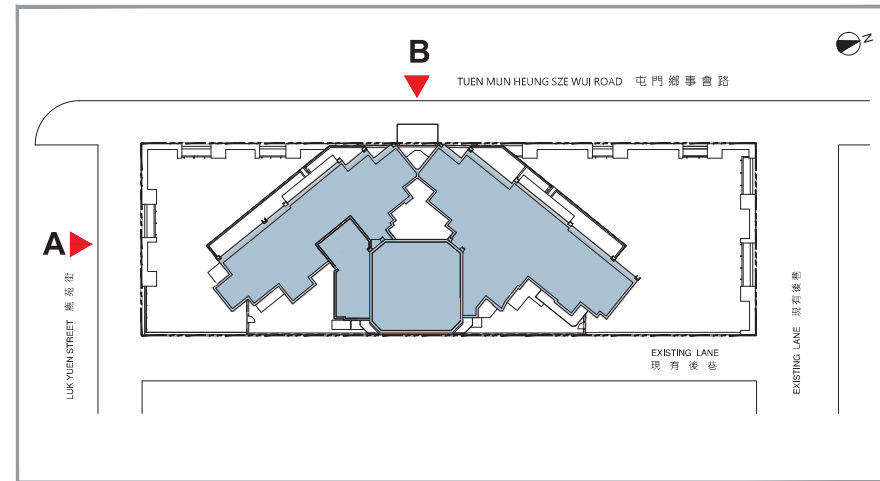 B
TUEN MUN HEUNG SZE WUI ROAD 屯門鄉事會路
N
A
LUK YUEN STREET 鹿苑街
EXISTING LANE
現有後巷
EXISTING LANE 現有後巷